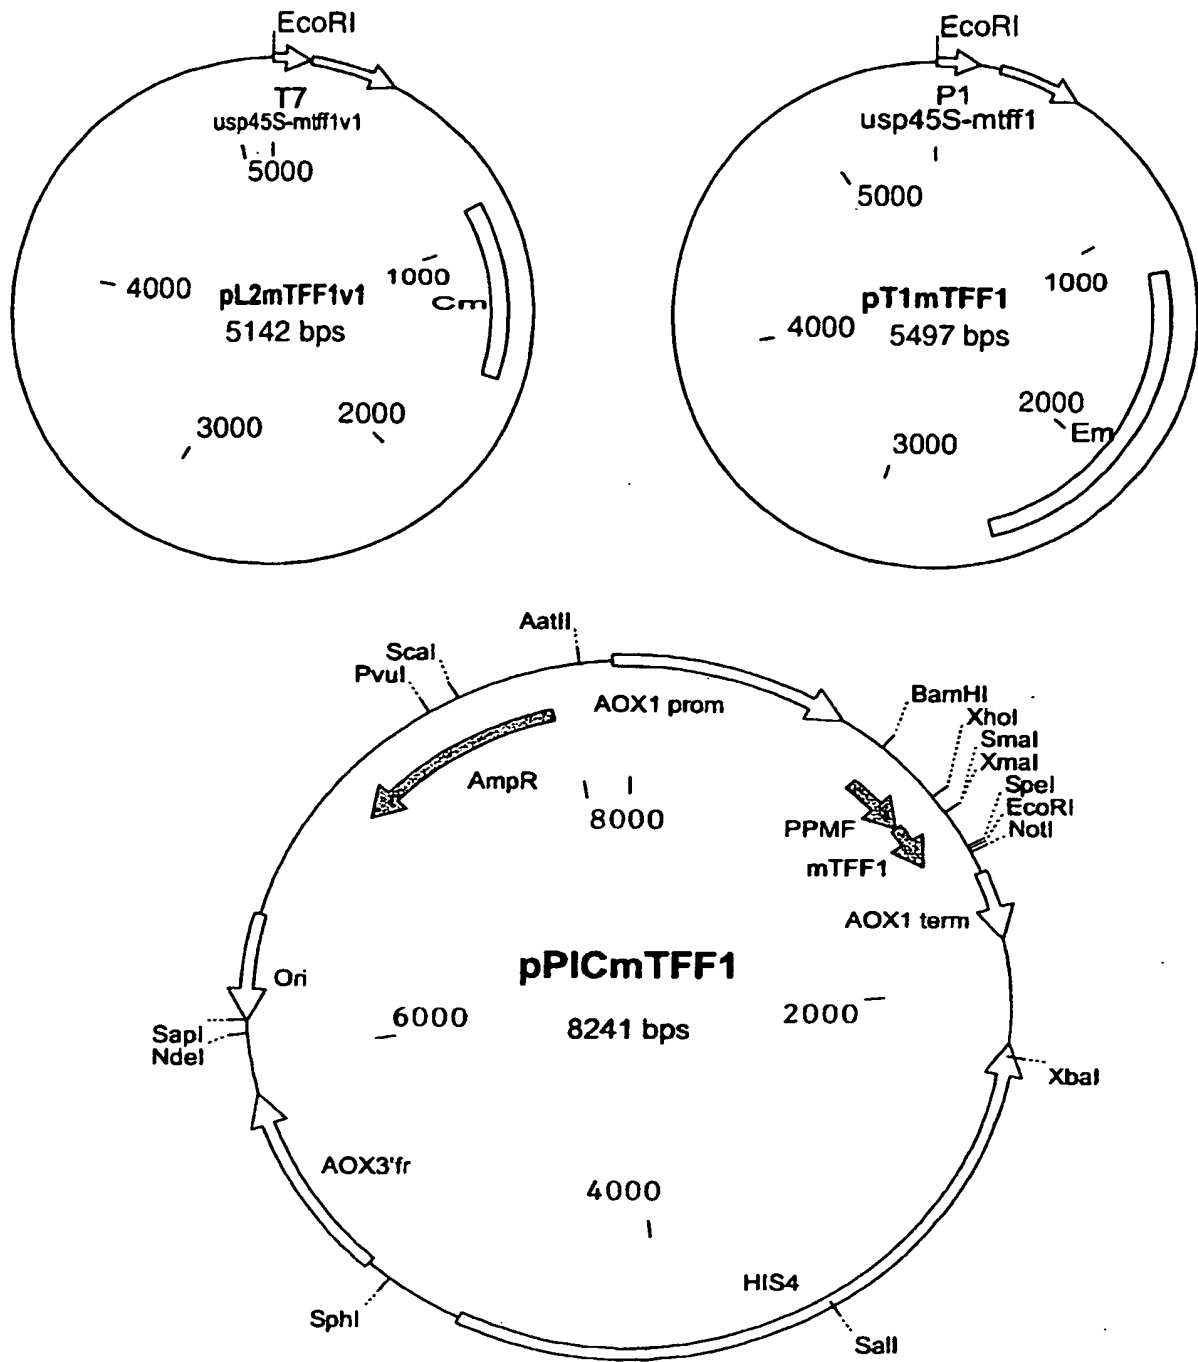 EcoRI
T7
usp45S-mtff1v1
5000
1000
4000
pL2mTFF1v1
Cm
5142 bps
2000
3000
EcoRI
P1
usp45S-mtff1
5000
1000
pT1mTFF1
4000
5497 bps
2000
Em
3000
AatII
ScaI
PvuI
AOX1 prom
BamHI
XhoI
SmaI
XmaI
SpeI
EcoRI
NotI
AmpR
8000
PPMF
mTFF1
AOX1 term
pPICmTFF1
Ori
6000
8241 bps
2000
SapI
NdeI
XbaI
AOX3'fr
4000
HIS4
SphI
SalI